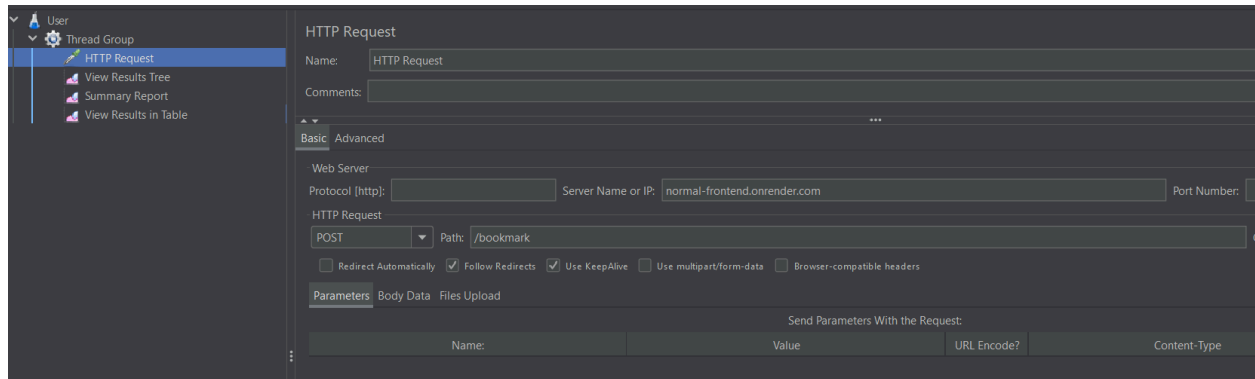 User
Thread Group
HTTP Request
View Results Tree
Summary Report
View Results in Table
HTTP Request
Name: HTTP Request
Comments:
Basic Advanced
Web Server
Protocol [http]: Server Name or IP: normal-frontend.onrender.com Port Number:
HTTP Request
POST Path: /bookmark
Redirect Automatically Follow Redirects Use KeepAlive Use multipart/form-data Browser-compatible headers
Parameters Body Data Files Upload
Send Parameters With the Request:
Name: Value URL Encode? Content-Type